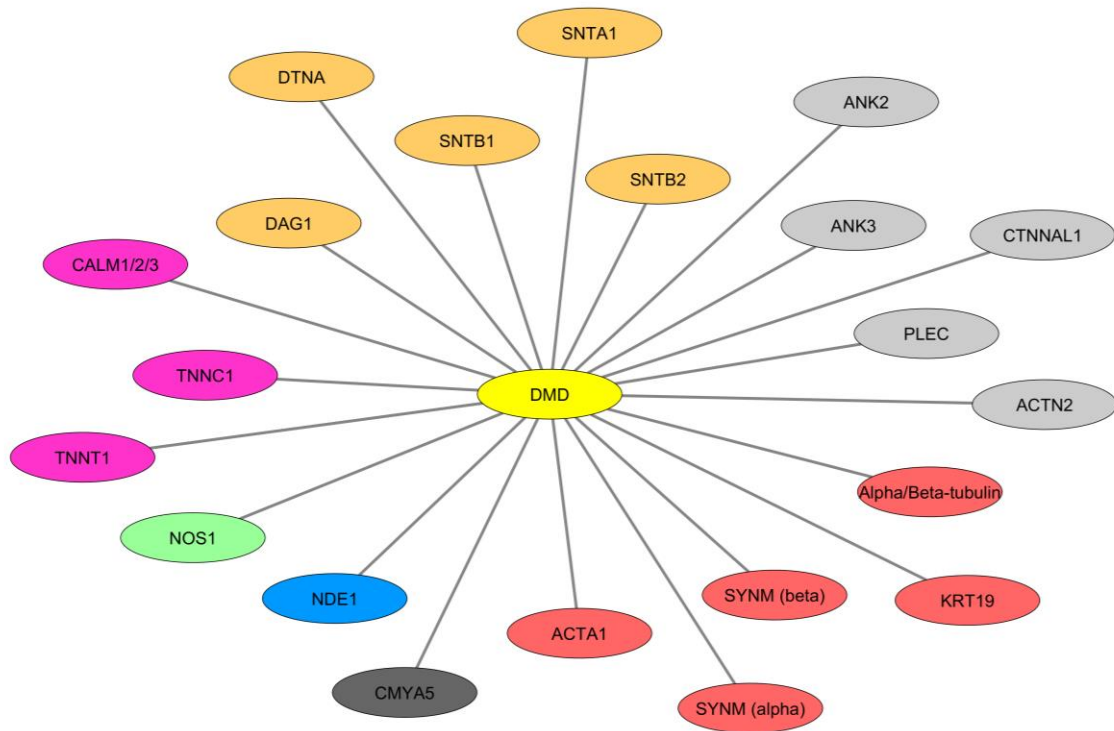 SNTA1
DTNA
ANK2
SNTB1
SNTB2
DAG1
ANK3
CTNNAL1
CALM1/2/3
PLEC
TNNC1
DMD
ACTN2
TNNT1
Alpha/Beta-tubulin
NOS1
NDE1
SYNM (beta)
KRT19
ACTA1
CMYA5
SYNM (alpha)